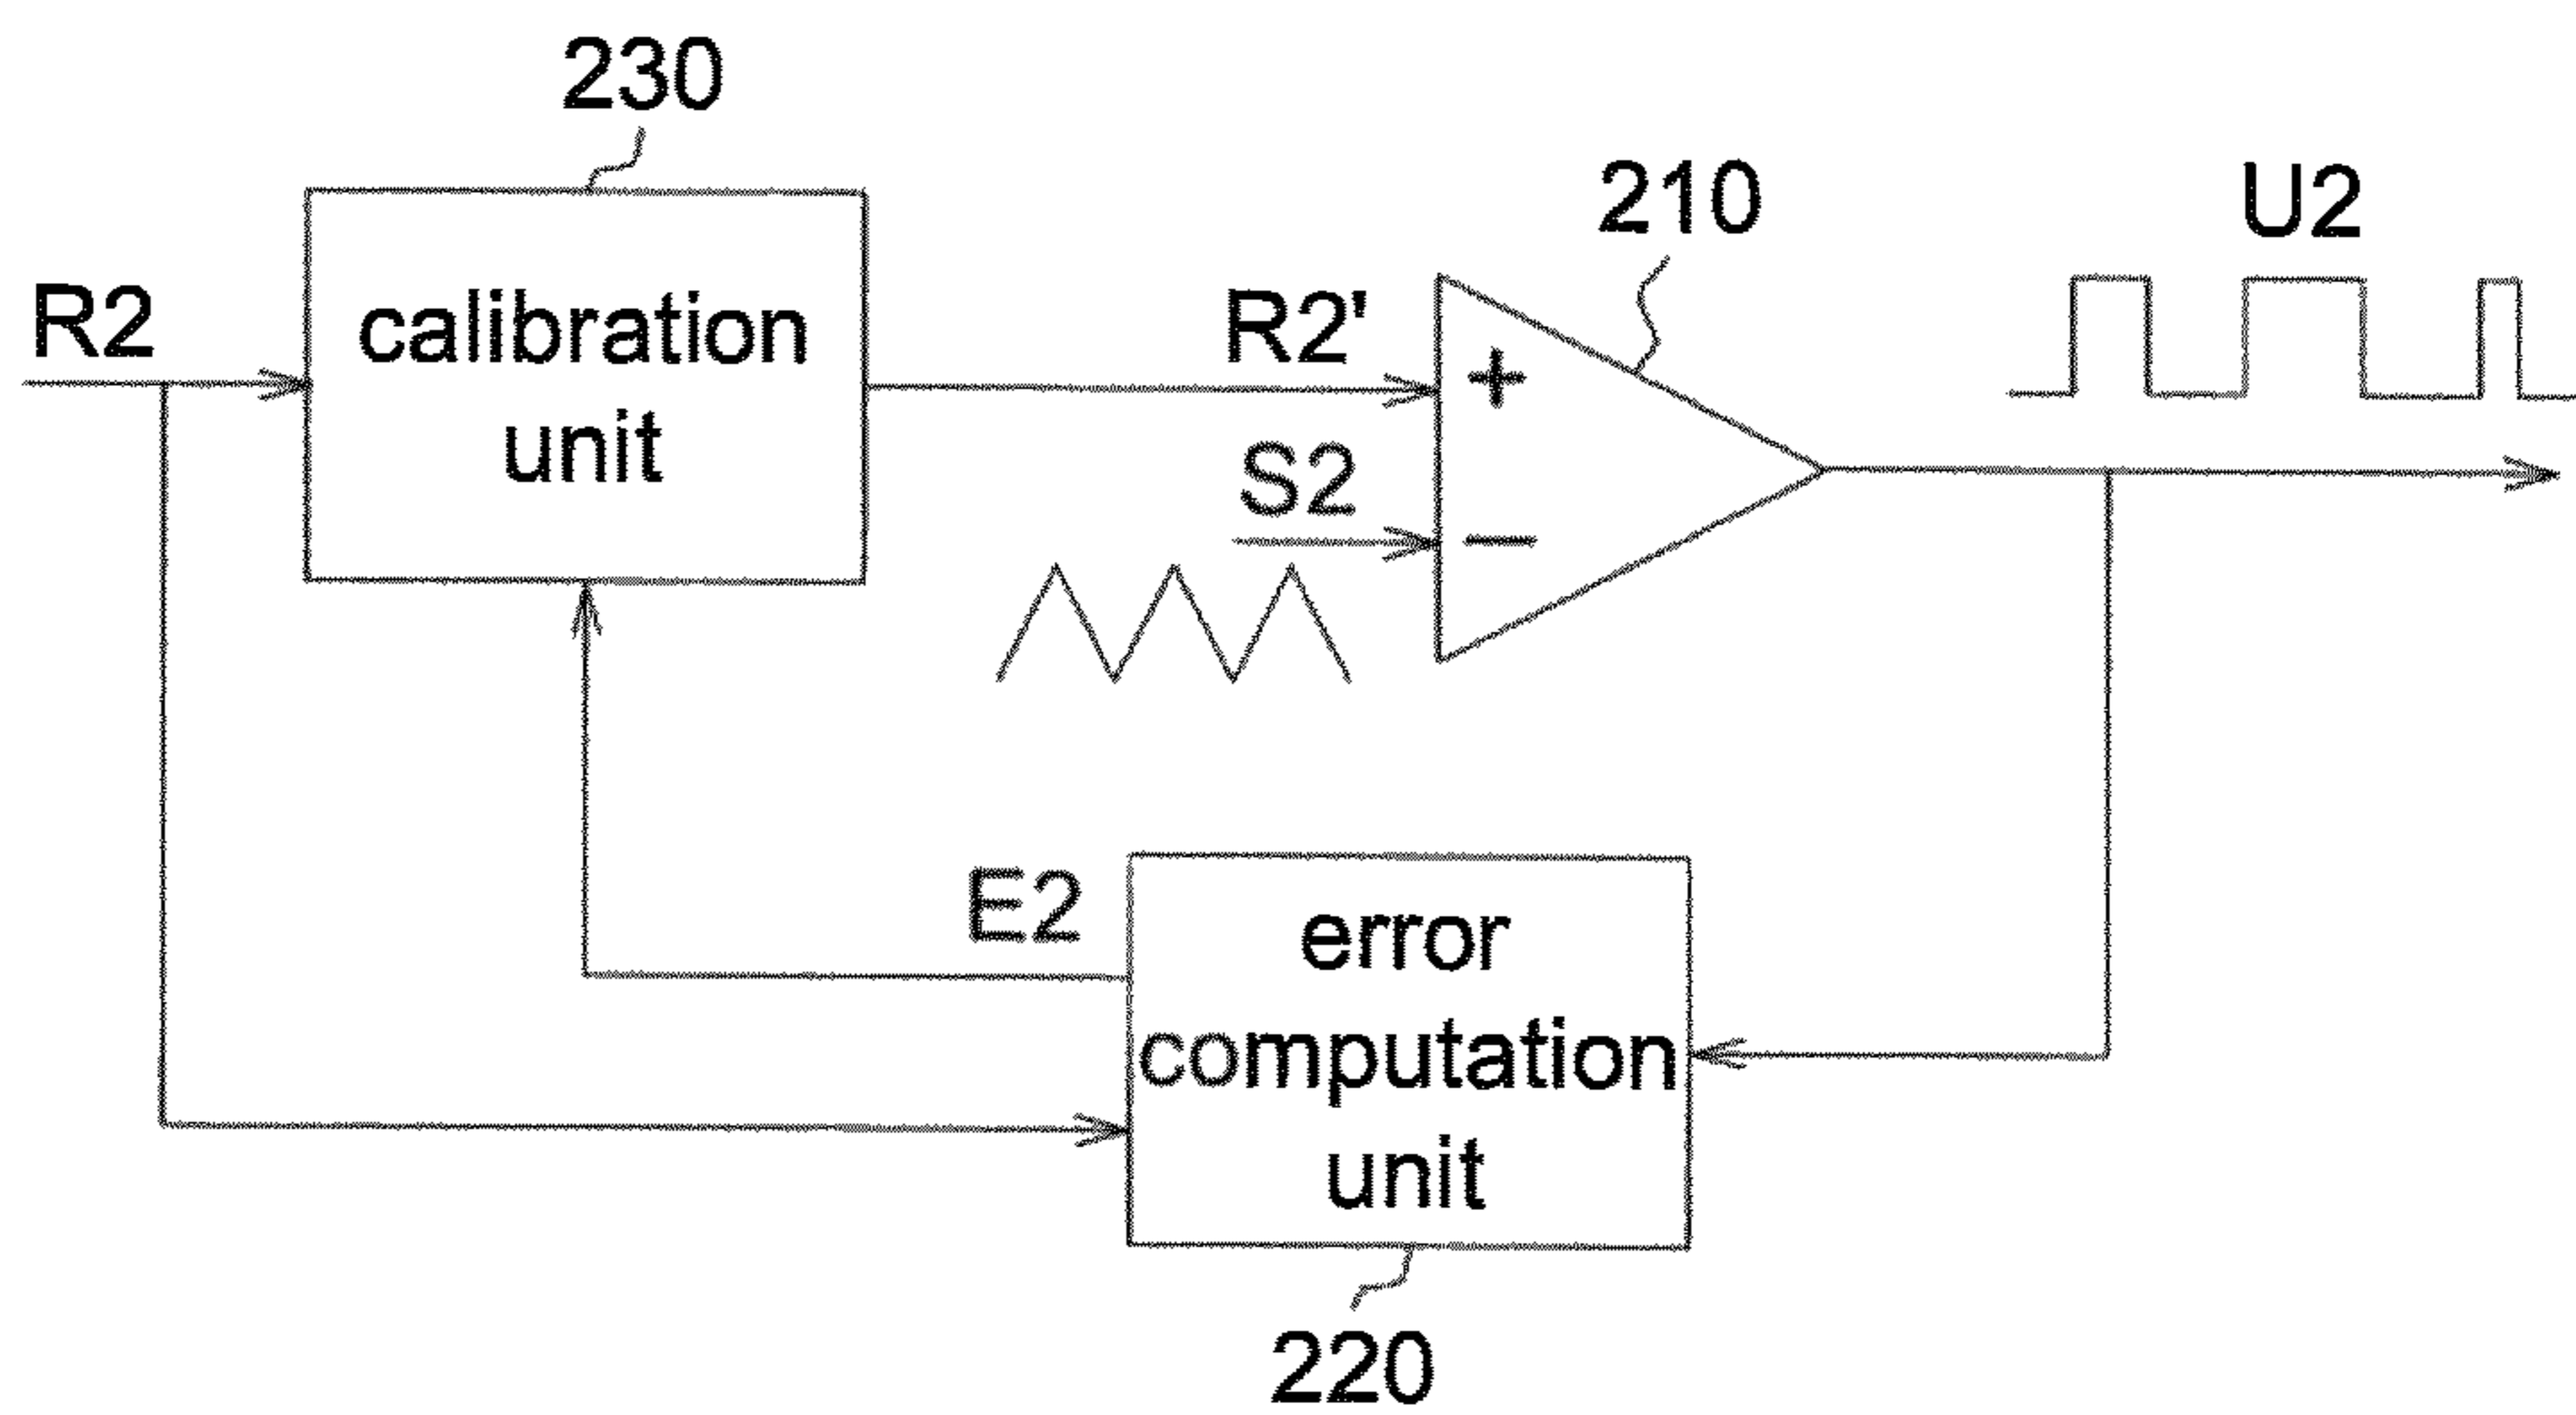 230
210
U2
R2
calibration
unit
R2'
+
S2
−
E2
error
computation
unit
220